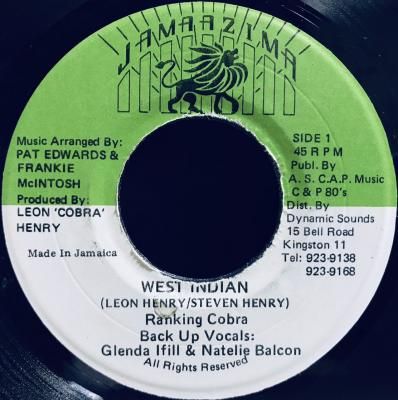 JAMAAZIMA
Music Arranged By:
PAT EDWARDS &
FRANKIE
McINTOSH
Produced By:
LEON 'COBRA'
HENRY
Made In Jamaica
SIDE 1
45 R P M
Publ. By
A. S. C.A.P. Music
C & P 80's
Dist. By
Dynamic Sounds
15 Bell Road
Kingston 11
Tel: 923-9138
923-9168
WEST INDIAN
(LEON HENRY/STEVEN HENRY)
Ranking Cobra
Back Up Vocals:
Glenda Ifill & Natelie Balcon
All Rights Reserved